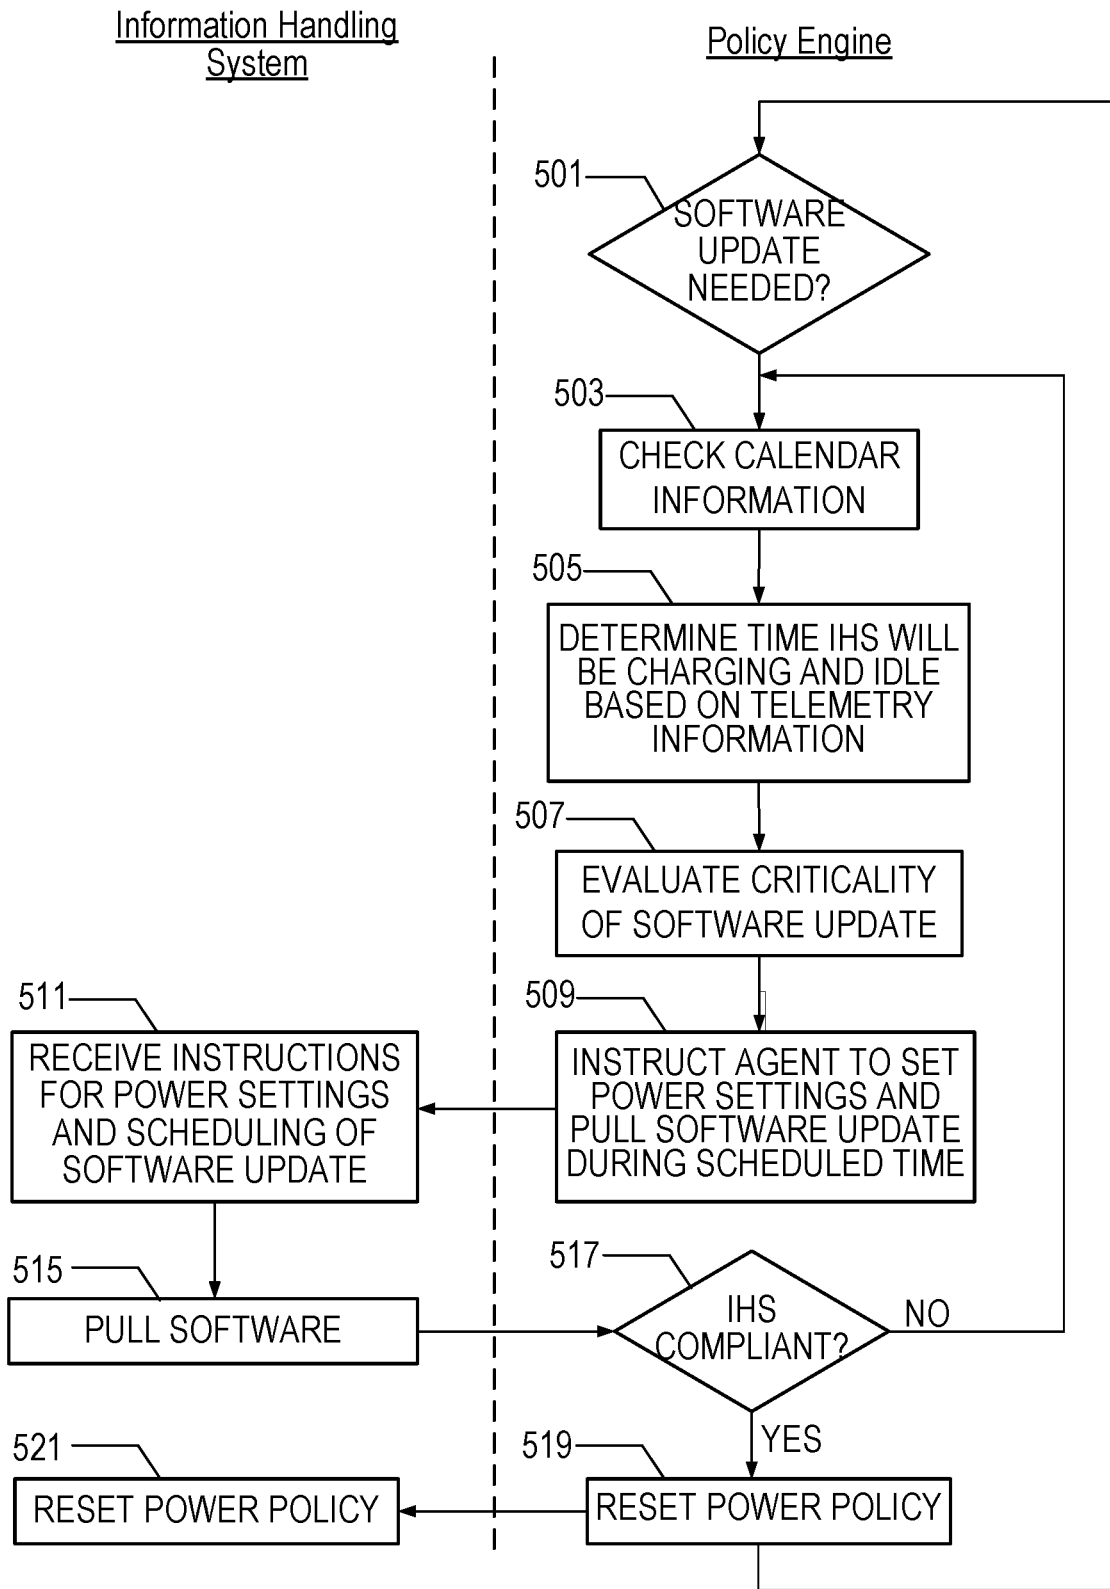 Information Handling
System
Policy Engine
501
SOFTWARE
UPDATE
NEEDED?
503
CHECK CALENDAR
INFORMATION
505
DETERMINE TIME IHS WILL
BE CHARGING AND IDLE
BASED ON TELEMETRY
INFORMATION
507
EVALUATE CRITICALITY
OF SOFTWARE UPDATE
509
INSTRUCT AGENT TO SET
POWER SETTINGS AND
PULL SOFTWARE UPDATE
DURING SCHEDULED TIME
511
RECEIVE INSTRUCTIONS
FOR POWER SETTINGS
AND SCHEDULING OF
SOFTWARE UPDATE
515
PULL SOFTWARE
517
IHS
COMPLIANT?
NO
YES
519
RESET POWER POLICY
521
RESET POWER POLICY